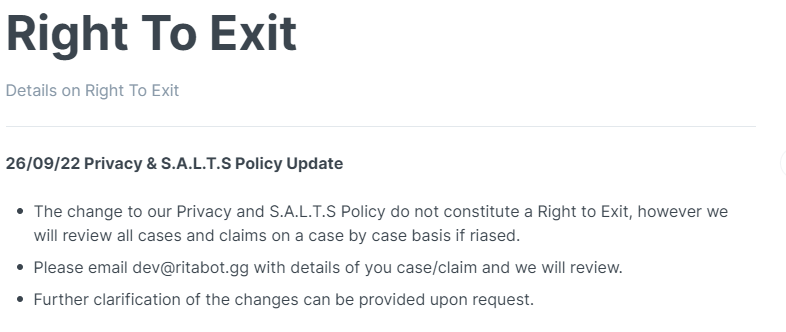 Right To Exit
Details on Right To Exit
26/09/22 Privacy & S.A.L.T.S Policy Update
The change to our Privacy and S.A.L.T.S Policy do not constitute a Right to Exit, however we
will review all cases and claims on a case by case basis if riased.
Please email dev@ritabot.gg with details of you case/claim and we will review.
Further clarification of the changes can be provided upon request.